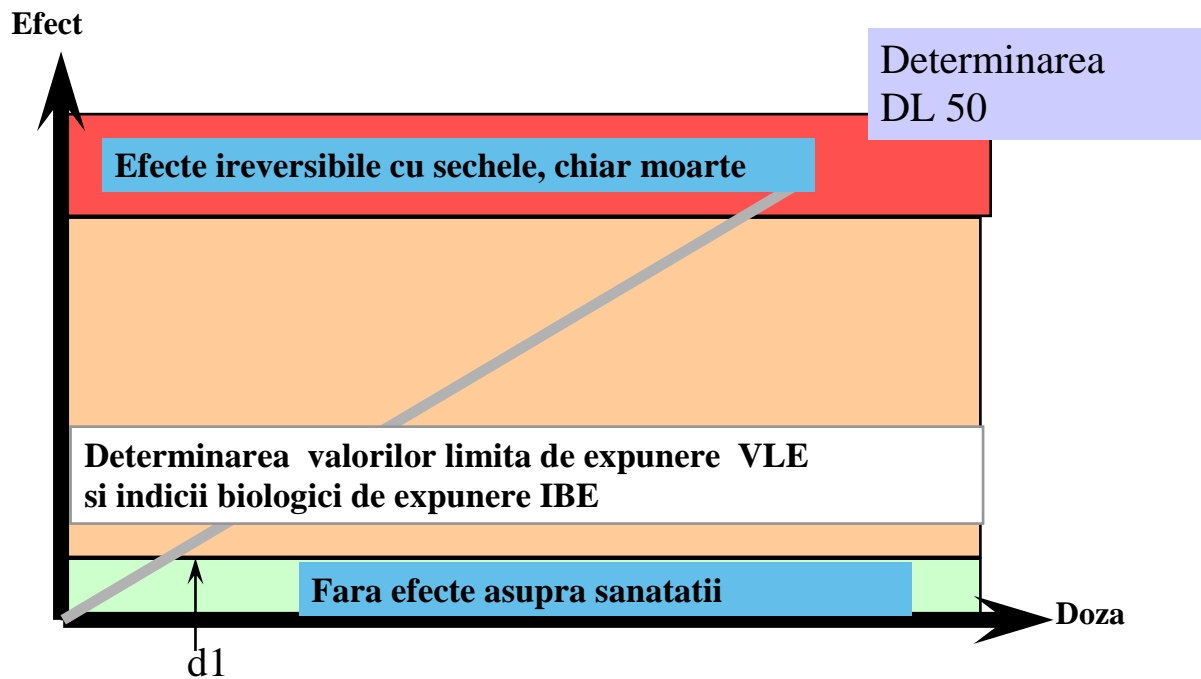 Efect
Determinarea
DL 50
Efecte ireversibile cu sechele, chiar moarte
Determinarea valorilor limita de expunere VLE
si indicii biologici de expunere IBE
Fara efecte asupra sanatatii
Doza
d1